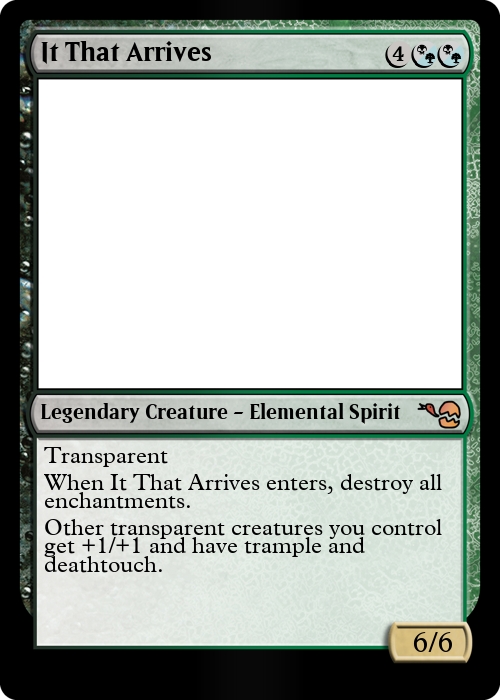 It That Arrives
4
Legendary Creature – Elemental Spirit
Transparent
When It That Arrives enters, destroy all
enchantments.
Other transparent creatures you control
get +1/+1 and have trample and
deathtouch.
6/6